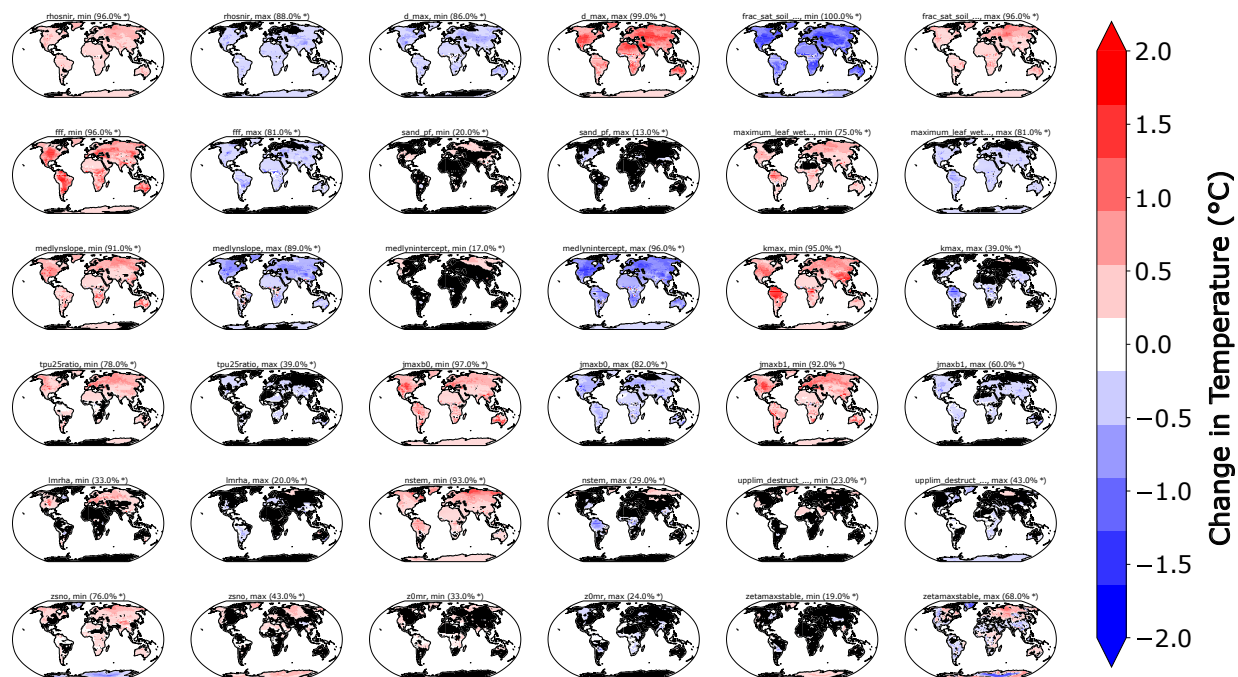 rhosnir, min (96.0% *)
rhosnir, max (88.0% *)
d_max, min (86.0% *)
d_max, max (99.0% *)
frac_sat_soil_..., min (100.0% *)
frac_sat_soil_..., max (96.0% *)
fff, min (96.0% *)
fff, max (81.0% *)
sand_pf, min (20.0% *)
sand_pf, max (13.0% *)
maximum_leaf_wet..., min (75.0% *)
maximum_leaf_wet..., max (81.0% *)
medlynslope, min (91.0% *)
medlynslope, max (89.0% *)
medlynintercept, min (17.0% *)
medlynintercept, max (96.0% *)
kmax, min (95.0% *)
kmax, max (39.0% *)
tpu25ratio, min (78.0% *)
tpu25ratio, max (39.0% *)
jmaxb0, min (97.0% *)
jmaxb0, max (82.0% *)
jmaxb1, min (92.0% *)
jmaxb1, max (60.0% *)
lmrha, min (33.0% *)
lmrha, max (20.0% *)
nstem, min (93.0% *)
nstem, max (29.0% *)
upplim_destruct_..., min (23.0% *)
upplim_destruct_..., max (43.0% *)
zsno, min (76.0% *)
zsno, max (43.0% *)
z0mr, min (33.0% *)
z0mr, max (24.0% *)
zetamaxstable, min (19.0% *)
zetamaxstable, max (68.0% *)
2.0
1.5
1.0
0.5
0.0
−0.5
−1.0
−1.5
−2.0
Change in Temperature (°C)